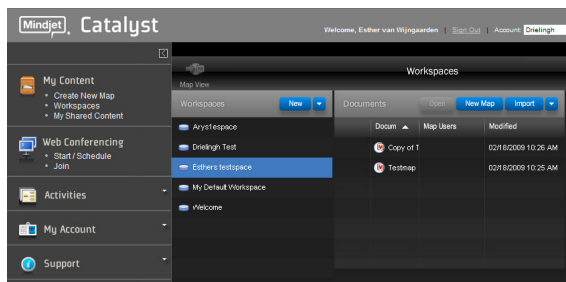 Mindjet. Catalyst
Welcome, Esther van Wijngaarden | Sign Out | Account: Drielingh
My Content
• Create New Map
• Workspaces
• My Shared Content
Web Conferencing
• Start / Schedule
• Join
Activities
My Account
Support
Map View
Workspaces
Workspaces New
Arystespace
Drielingh Test
Esthers testspace
My Default Workspace
Welcome
Documents Open New Map Import
Docum Map Users Modified
Copy of T 02/18/2009 10:26 AM
Testmap 02/18/2009 10:25 AM